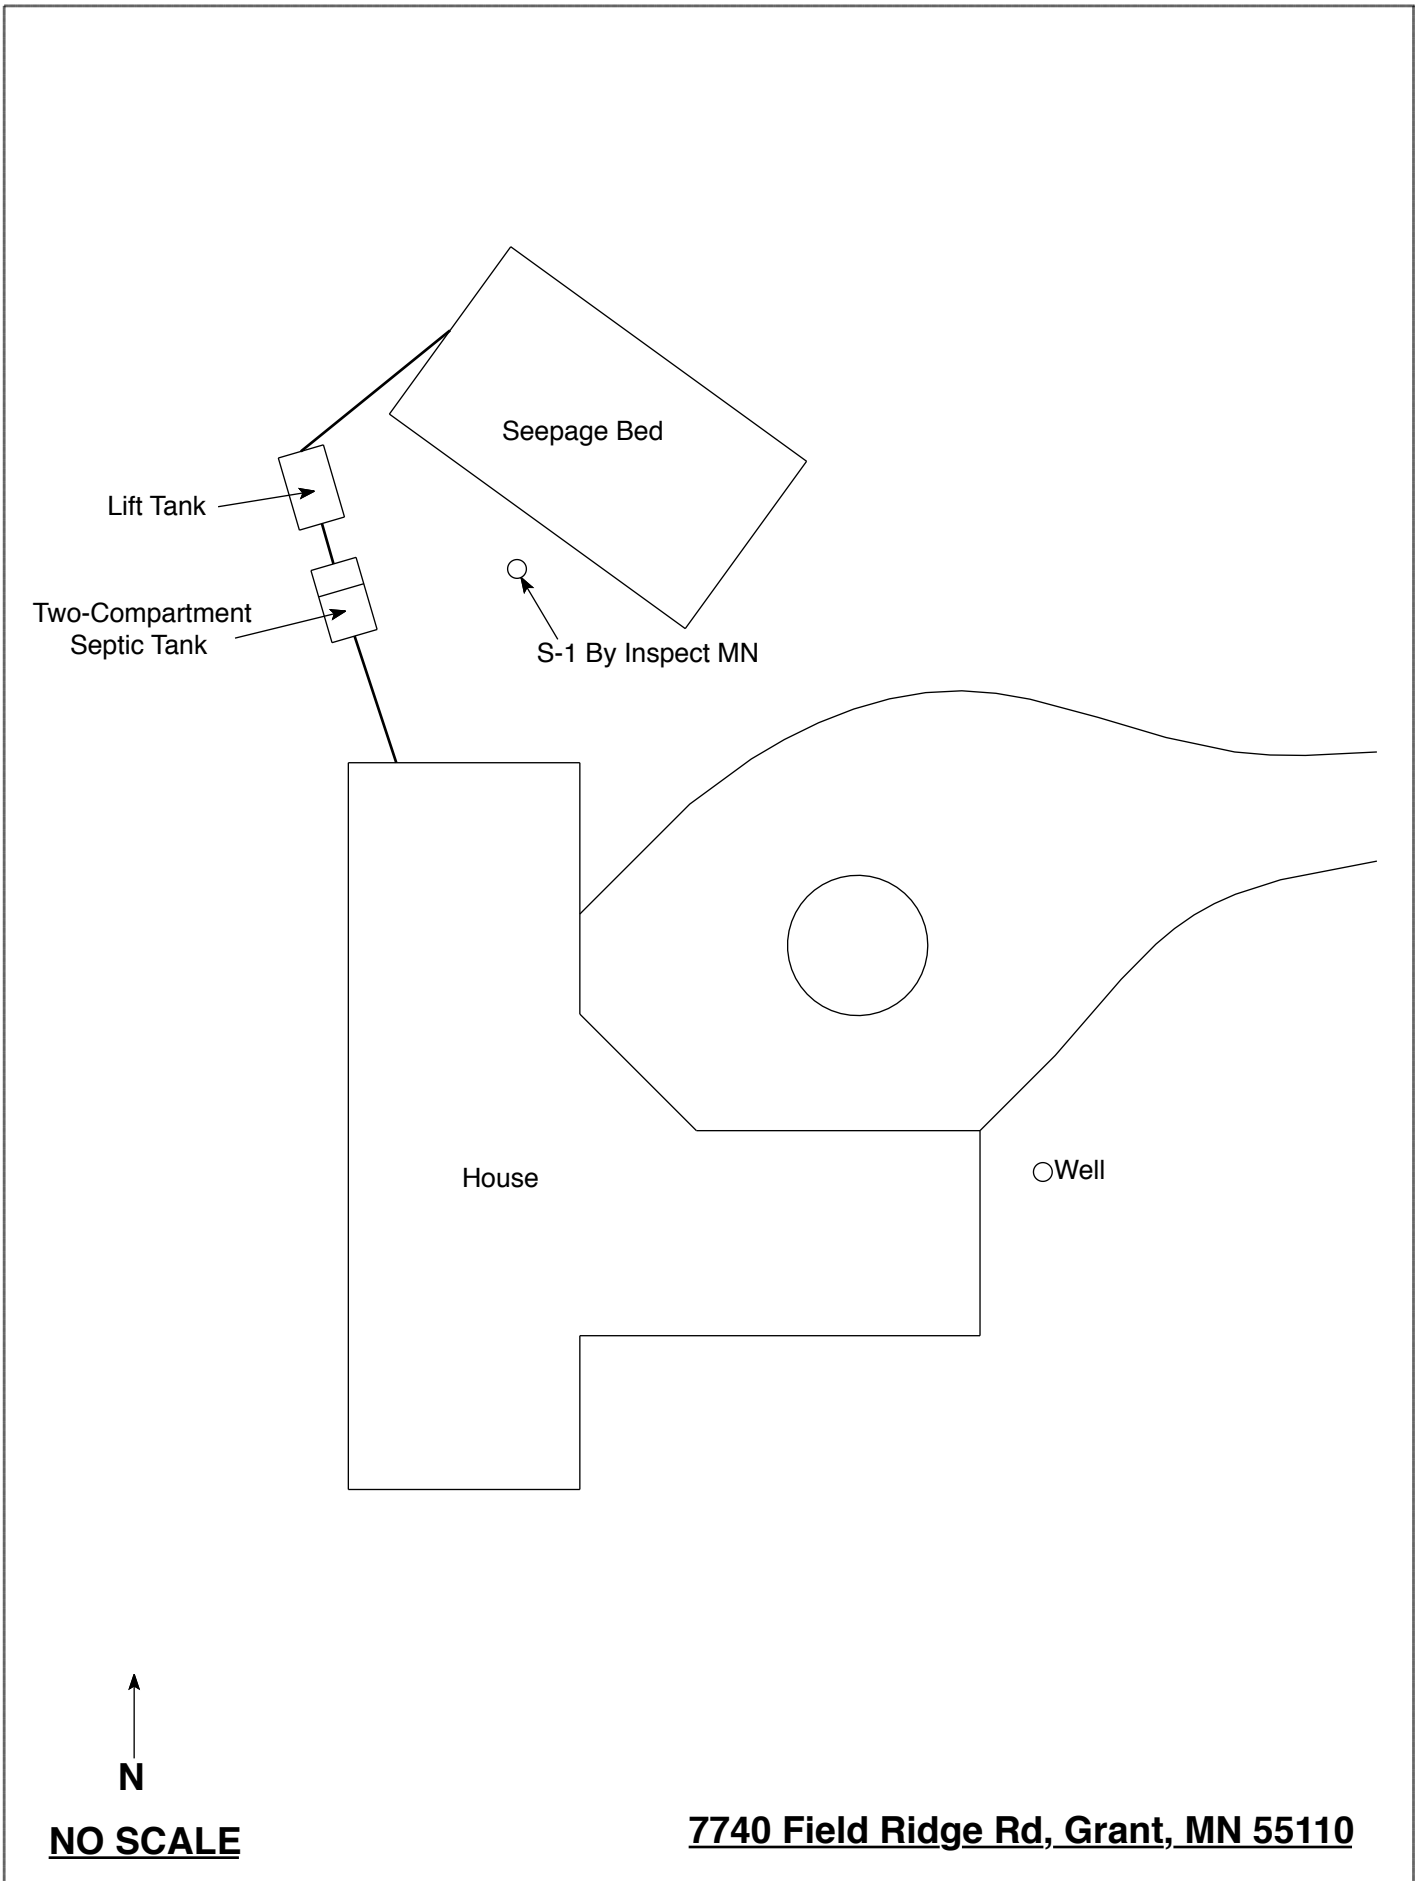 Seepage Bed
Lift Tank
Two-Compartment
Septic Tank
S-1 By Inspect MN
House
Well
N
NO SCALE
7740 Field Ridge Rd, Grant, MN 55110